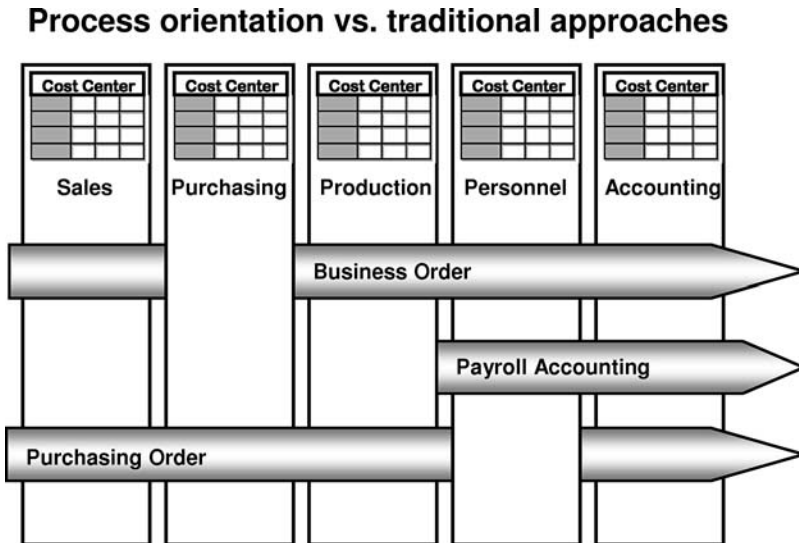 Process orientation vs. traditional approaches
Cost Center Cost Center Cost Center Cost Center Cost Center
Sales Purchasing Production Personnel Accounting
Business Order
Payroll Accounting
Purchasing Order